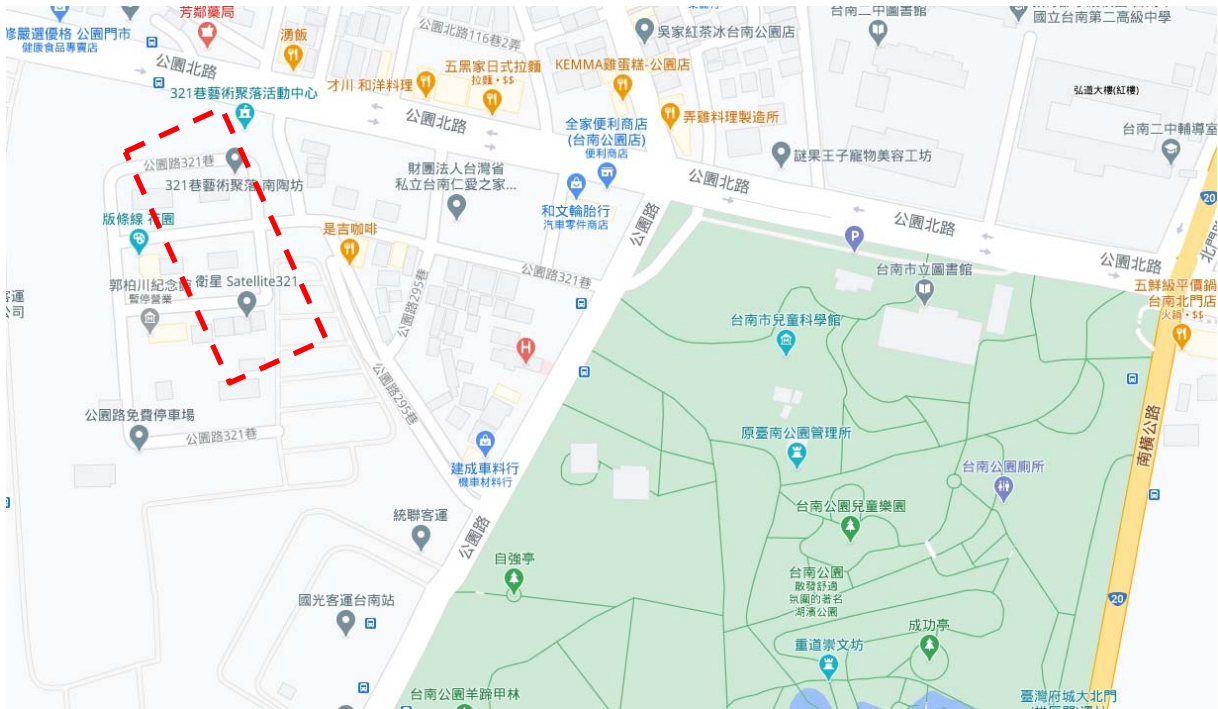 芳鄰藥局
修嚴選優格 公園門市
健康食品專賣店
湧飯
公園北路116巷2弄
吳家紅茶冰台南公園店
台南二中圖書館
國立台南第二高級中學
公園北路
才川 和洋料理
五黑家日式拉麵
拉麵・$$
KEMMA雞蛋糕-公園店
321巷藝術聚落活動中心
公園北路
全家便利商店
(台南公園店)
便利商店
弄雞料理製造所
弘道大樓(紅樓)
台南二中輔導室
謎果王子寵物美容工坊
公園路321巷
321巷藝術聚落 南陶坊
財團法人台灣省
私立台南仁愛之家...
和文輪胎行
汽車零件商店
公園北路
公園北路
公園北路
20
北門路
版條線 花園
是吉咖啡
公園路
公園路321巷
P
台南市立圖書館
郭柏川紀念館
暫停營業
衛星 Satellite321
公園路295巷
五鮮級平價鍋
台南北門店
火鍋・$$
客運
公司
台南市兒童科學館
H
公園路295巷
公園路免費停車場
公園路321巷
原臺南公園管理所
南橫公路
建成車料行
機車材料行
台南公園廁所
統聯客運
公園路
台南公園兒童樂園
自強亭
台南公園
散發舒適
氛圍的著名
湖濱公園
國光客運台南站
20
成功亭
重道崇文坊
台南公園羊蹄甲林
臺灣府城大北門